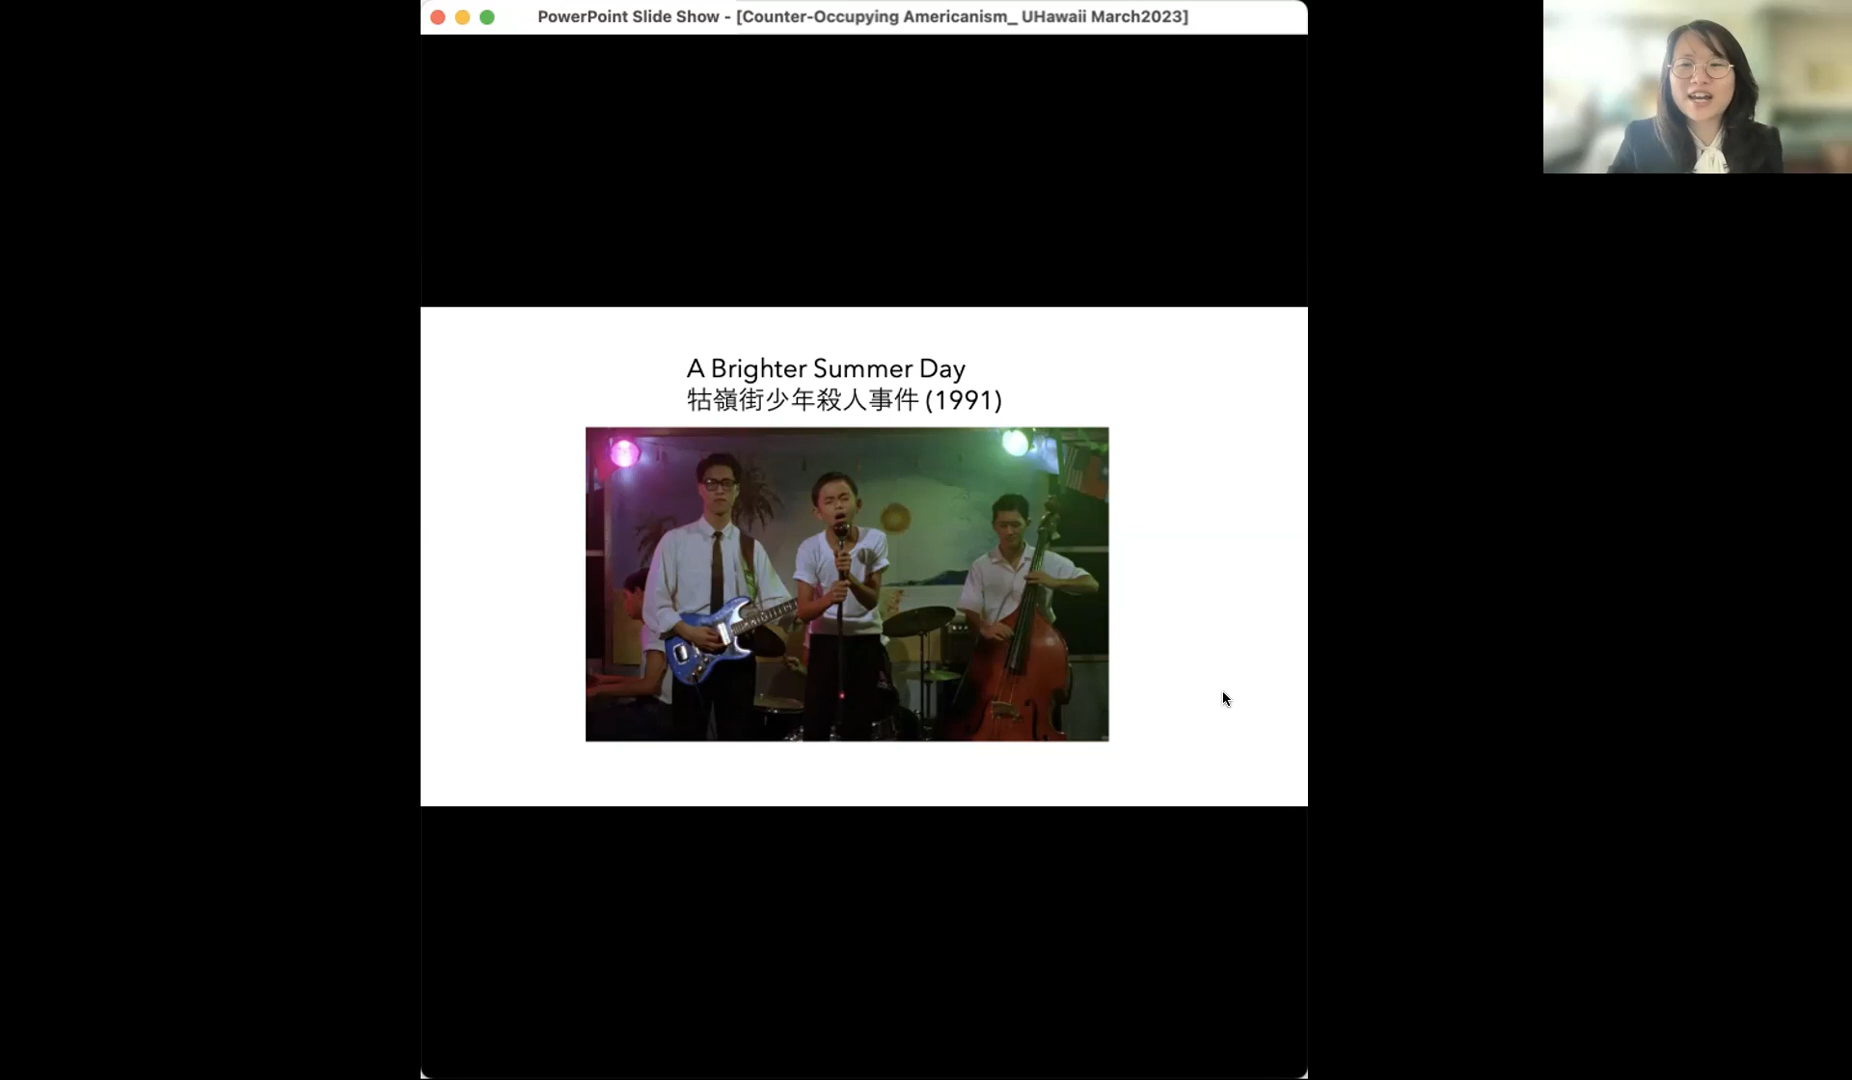 PowerPoint Slide Show - [Counter-Occupying Americanism_ UHawaii March2023]
A Brighter Summer Day
牯嶺街少年殺人事件 (1991)